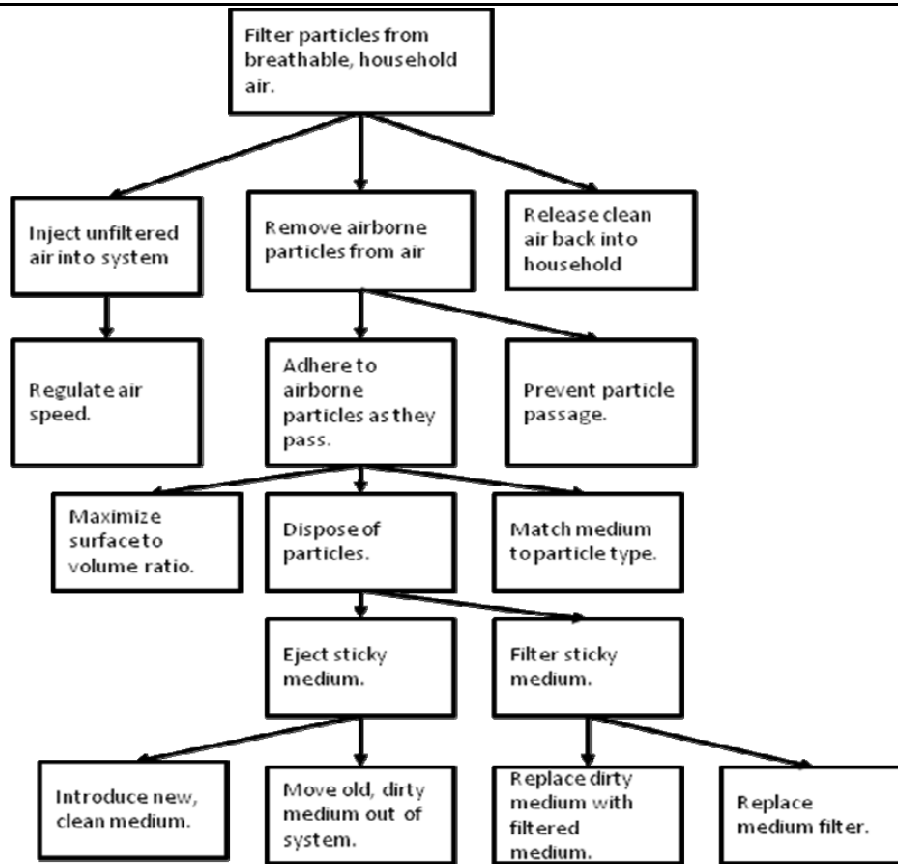 Filter particles from
breathable, household
air.
Inject unfiltered
air into system
Remove airborne
particles from air
Release clean
air back into
household
Regulate air
speed.
Adhere to
airborne
particles as they
pass.
Prevent particle
passage.
Maximize
surface to
volume ratio.
Dispose of
particles.
Match medium
to particle type.
Eject sticky
medium.
Filter sticky
medium.
Introduce new,
clean medium.
Move old, dirty
medium out of
system.
Replace dirty
medium with
filtered
medium.
Replace
medium filter.